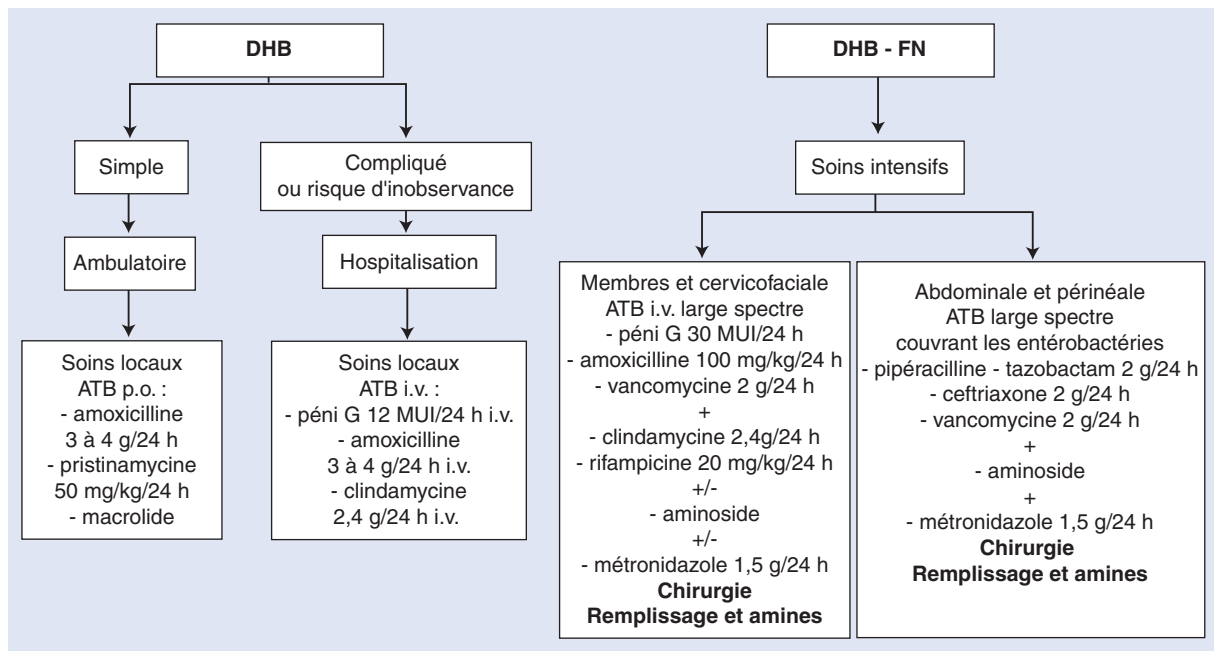 DHB
Simple
Compliqué
ou risque d'inobservance
Ambulatoire
Hospitalisation
Soins locaux
ATB p.o. :
- amoxicilline
3 à 4 g/24 h
- pristinamycine
50 mg/kg/24 h
- macrolide
Soins locaux
ATB i.v. :
- péni G 12 MUI/24 h i.v.
- amoxicilline
3 à 4 g/24 h i.v.
- clindamycine
2,4 g/24 h i.v.
DHB - FN
Soins intensifs
Membres et cervicofaciale
ATB i.v. large spectre
- péni G 30 MUI/24 h
- amoxicilline 100 mg/kg/24 h
- vancomycine 2 g/24 h
+
- clindamycine 2,4g/24 h
- rifampicine 20 mg/kg/24 h
+/-
- aminoside
+/-
- métronidazole 1,5 g/24 h
Chirurgie
Remplissage et amines
Abdominale et périnéale
ATB large spectre
couvrant les entérobactéries
- pipéracilline - tazobactam 2 g/24 h
- ceftriaxone 2 g/24 h
- vancomycine 2 g/24 h
+
- aminoside
+
- métronidazole 1,5 g/24 h
Chirurgie
Remplissage et amines